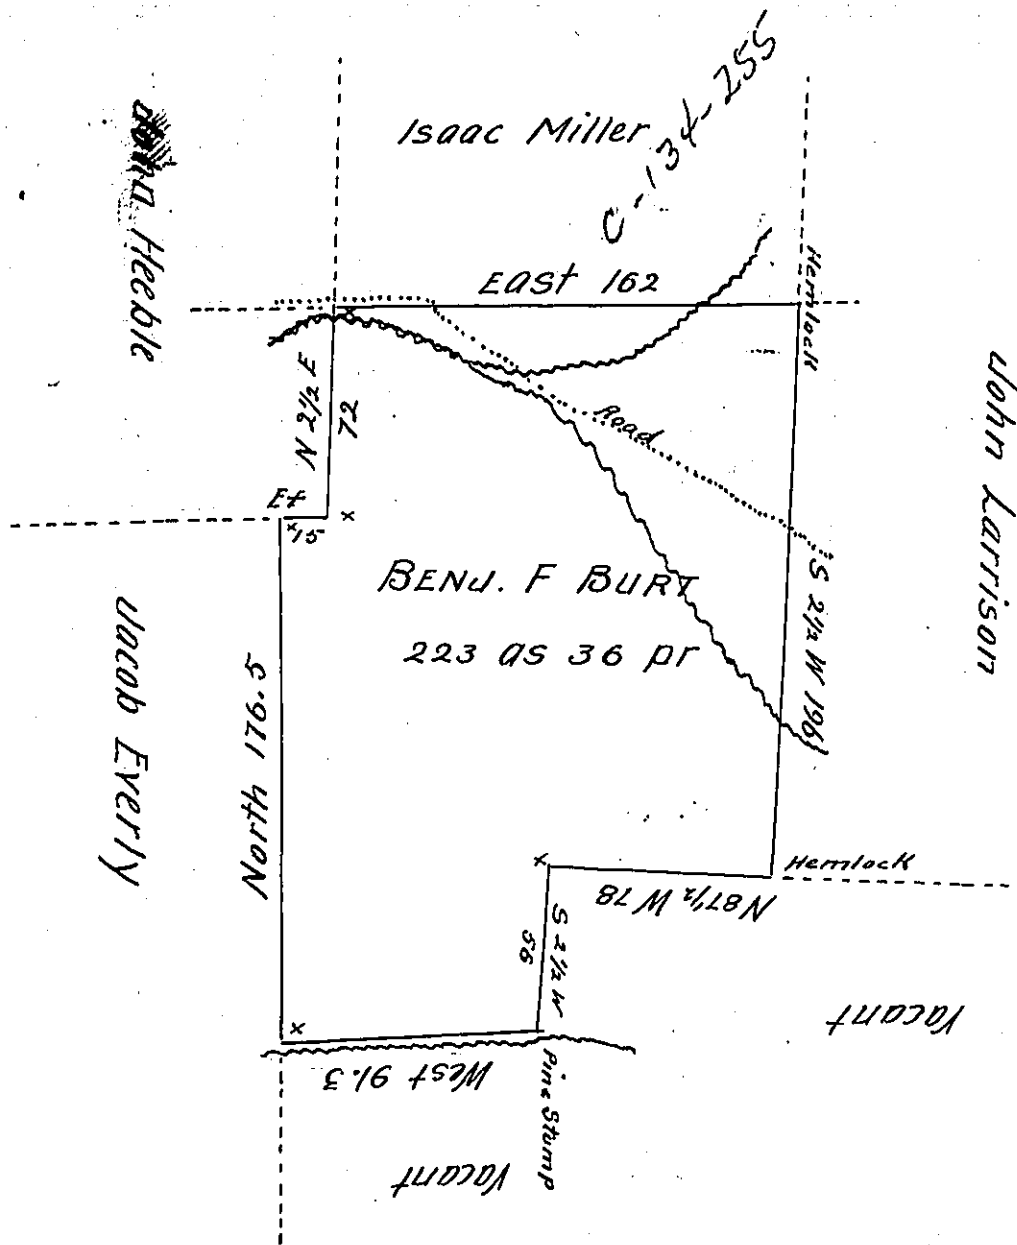 Isaac Miller
C-134-255
Heeble
East 162
Hemlock
John Larrison
N 2½ E
72
Road
Et
15
BENJ. F BURT
223 as 36 pr
S 2½ W 196
Jacob Everly
North 176.5
Hemlock
N 87½ W 78
S 2½ W
56
Vacant
West 91.3
Pine Stump
Vacant